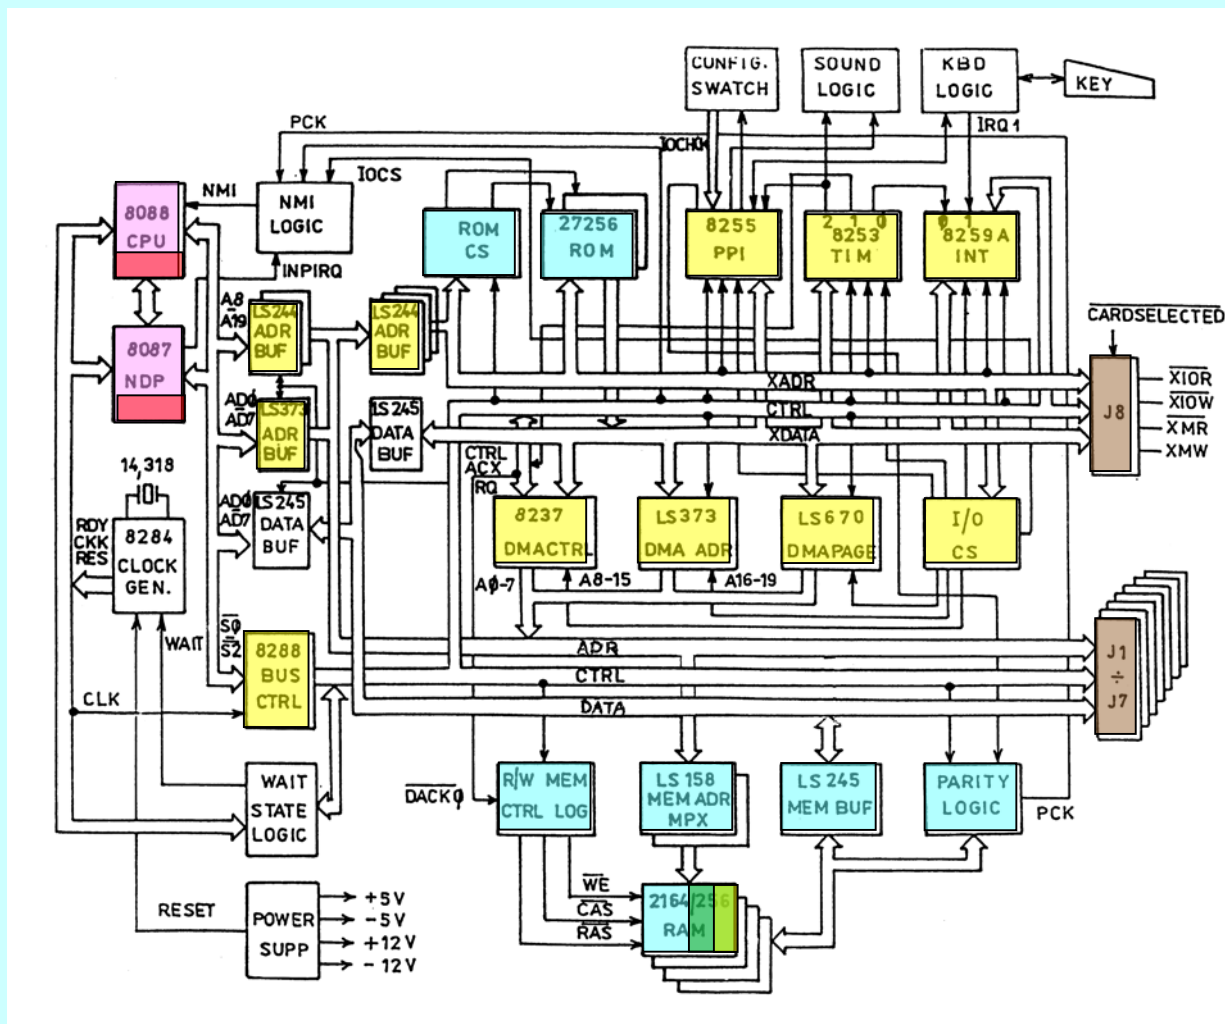 CUNFIG.
SWATCH
SOUND
LOGIC
KBD
LOGIC
KEY
PCK
IOCHCK
IRQ 1
IOCS
NMI
8088
CPU
NMI
LOGIC
ROM
CS
27256
ROM
8255
PPI
2 1 0
8253
TIM
0 1
8259A
INT
INPIRQ
A8
A19
LS244
ADR
BUF
LS244
ADR
BUF
CARDSELECTED
8087
NDP
XADR
XIOR
AD0
AD7
LS373
ADR
BUF
LS245
DATA
BUF
CTRL
XDATA
J8
XIOW
XMR
XMW
14,318
CTRL
ACX
RQ
RDY
CKK
RES
8284
CLOCK
GEN.
AD0
AD7
LS245
DATA
BUF
8237
DMACTRL
LS373
DMA ADR
LS670
DMAPAGE
I/O
CS
A0-7
A8-15
A16-19
WAIT
S0
S2
8288
BUS
CTRL
ADR
CTRL
DATA
J1
÷
J7
CLK
WAIT
STATE
LOGIC
DACK0
R/W MEM
CTRL LOG
LS158
MEM ADR
MPX
LS245
MEM BUF
PARITY
LOGIC
PCK
RESET
POWER
SUPP
+5V
-5V
+12V
-12V
WE
CAS
RAS
2164/256
RAM